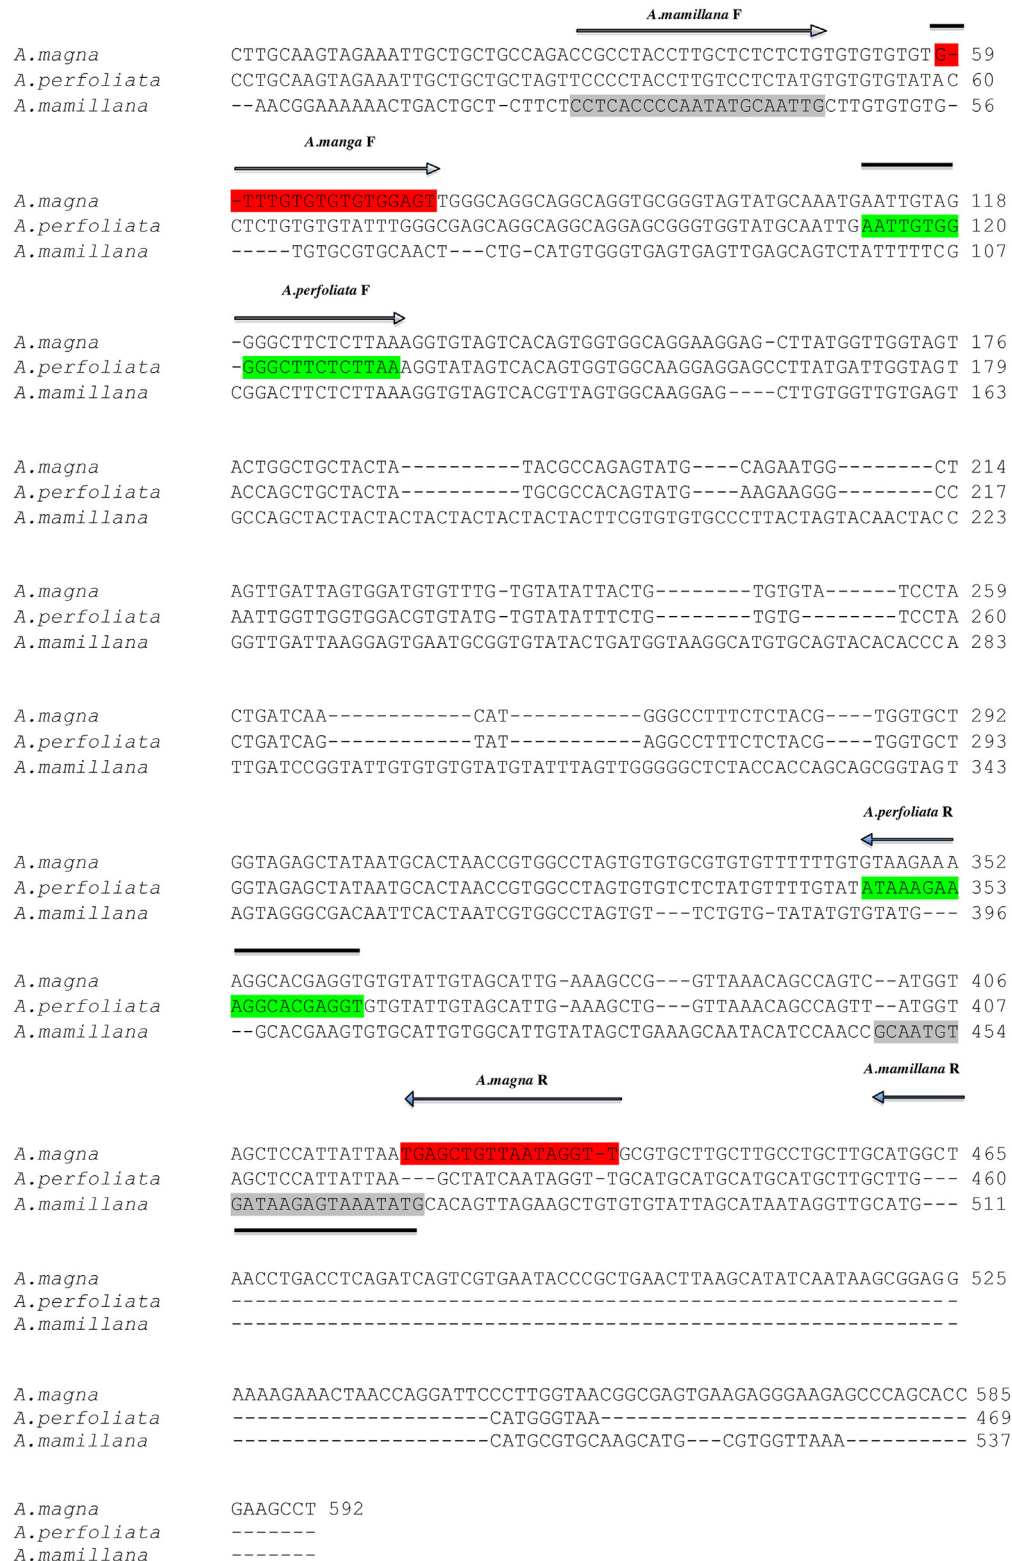 A.mamillana F
A.magna CTTGCAAGTAGAAATTGCTGCTGCCAGACCGCCTACCTTGCTCTCTCTGTGTGTGTGTG- 59
A.perfoliata CCTGCAAGTAGAAATTGCTGCTGCTAGTTCCCCTACCTTGTCCTCTATGTGTGTGTATAC 60
A.mamillana --AACGGAAAAAACTGACTGCT-CTTCTCCTCACCCCAATATGCAATTGCTTGTGTGTG- 56
A.manga F
A.magna -TTTGTGTGTGTGTGGAGTTGGGCAGGCAGGCAGGTGCGGGTAGTATGCAAATGAATTGTAG 118
A.perfoliata CTCTGTGTGTATTTGGGCGAGCAGGCAGGCAGGAGCGGGTGGTATGCAATTGAATTGTGG 120
A.mamillana -----TGTGCGTGCAACT---CTG-CATGTGGGTGAGTGAGTTGAGCAGTCTATTTTTCG 107
A.perfoliata F
A.magna -GGGCTTCTCTTAAAGGTGTAGTCACAGTGGTGGCAGGAAGGAG-CTTATGGTTGGTAGT 176
A.perfoliata -GGGCTTCTCTTAAAGGTATAGTCACAGTGGTGGCAAGGAGGAGCCTTATGATTGGTAGT 179
A.mamillana CGGACTTCTCTTAAAGGTGTAGTCACGTTAGTGGCAAGGAG----CTTGTGGTTGTGAGT 163
A.magna ACTGGCTGCTACTA----------TACGCCAGAGTATG----CAGAATGG--------CT 214
A.perfoliata ACCAGCTGCTACTA----------TGCGCCACAGTATG----AAGAAGGG--------CC 217
A.mamillana GCCAGCTACTACTACTACTACTACTACTACTTCGTGTGTGCCCTTACTAGTACAACTACC 223
A.magna AGTTGATTAGTGGATGTGTTTG-TGTATATTACTG--------TGTGTA------TCCTA 259
A.perfoliata AATTGGTTGGTGGACGTGTATG-TGTATATTTCTG--------TGTG--------TCCTA 260
A.mamillana GGTTGATTAAGGAGTGAATGCGGTGTATACTGATGGTAAGGCATGTGCAGTACACACCCA 283
A.magna CTGATCAA------------CAT-----------GGGCCTTTCTCTACG----TGGTGCT 292
A.perfoliata CTGATCAG------------TAT-----------AGGCCTTTCTCTACG----TGGTGCT 293
A.mamillana TTGATCCGGTATTGTGTGTGTATGTATTTAGTTGGGGGCTCTACCACCAGCAGCGGTAGT 343
A.perfoliata R
A.magna GGTAGAGCTATAATGCACTAACCGTGGCCTAGTGTGTGCGTGTGTTTTTTGTGTAAGAAA 352
A.perfoliata GGTAGAGCTATAATGCACTAACCGTGGCCTAGTGTGTCTCTATGTTTTGTATATAAAGAA 353
A.mamillana AGTAGGGCGACAATTCACTAATCGTGGCCTAGTGT---TCTGTG-TATATGTGTATG--- 396
A.magna AGGCACGAGGTGTGTATTGTAGCATTG-AAAGCCG---GTTAAACAGCCAGTC--ATGGT 406
A.perfoliata AGGCACGAGGTGTGTATTGTAGCATTG-AAAGCTG---GTTAAACAGCCAGTT--ATGGT 407
A.mamillana --GCACGAAGTGTGCATTGTGGCATTGTATAGCTGAAAGCAATACATCCAACCGCAATGT 454
A.magna R
A.mamillana R
A.magna AGCTCCATTATTAATGAGCTGTTAATAGGT-TGCGTGCTTGCTTGCCTGCTTGCATGGCT 465
A.perfoliata AGCTCCATTATTAA---GCTATCAATAGGT-TGCATGCATGCATGCATGCTTGCTTG--- 460
A.mamillana GATAAGAGTAAATATGCACAGTTAGAAGCTGTGTGTATTAGCATAATAGGTTGCATG--- 511
A.magna AACCTGACCTCAGATCAGTCGTGAATACCCGCTGAACTTAAGCATATCAATAAGCGGAGG 525
A.perfoliata ------------------------------------------------------------
A.mamillana ------------------------------------------------------------
A.magna AAAAGAAACTAACCAGGATTCCCTTGGTAACGGCGAGTGAAGAGGGAAGAGCCCAGCACC 585
A.perfoliata ---------------------CATGGGTAA------------------------------ 469
A.mamillana ---------------------CATGCGTGCAAGCATG---CGTGGTTAAA---------- 537
A.magna GAAGCCT 592
A.perfoliata -------
A.mamillana -------